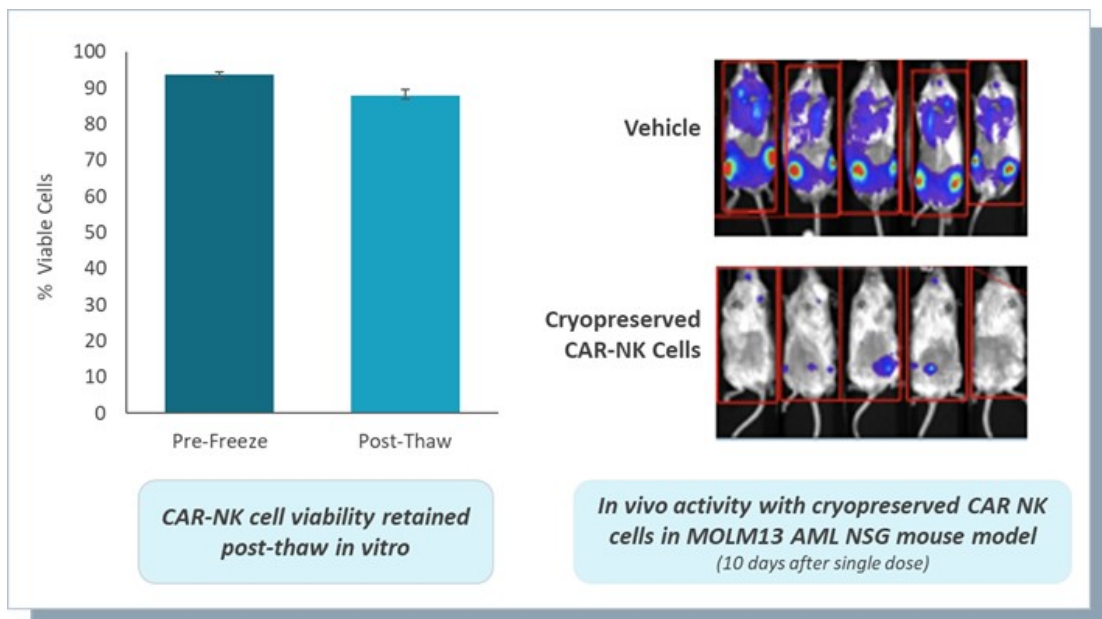 100
90
80
70
60
50
40
30
20
10
0
% Viable Cells
Pre-Freeze
Post-Thaw
CAR-NK cell viability retained
post-thaw in vitro
Vehicle
Cryopreserved
CAR-NK Cells
In vivo activity with cryopreserved CAR NK
cells in MOLM13 AML NSG mouse model
(10 days after single dose)